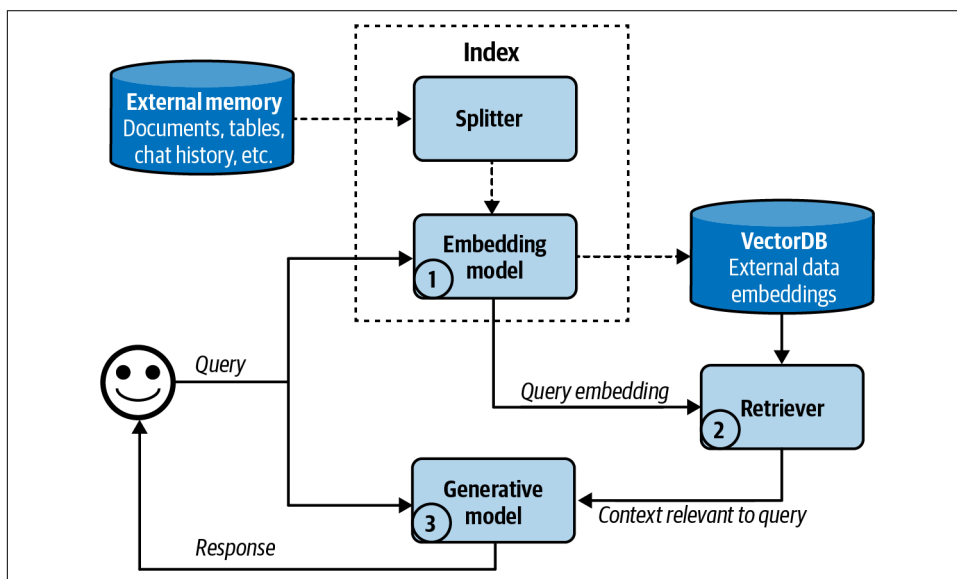 Index
External memory
Documents, tables,
chat history, etc.
Splitter
Embedding
model
1
VectorDB
External data
embeddings
Query
Query embedding
Retriever
2
Generative
model
3
Context relevant to query
Response